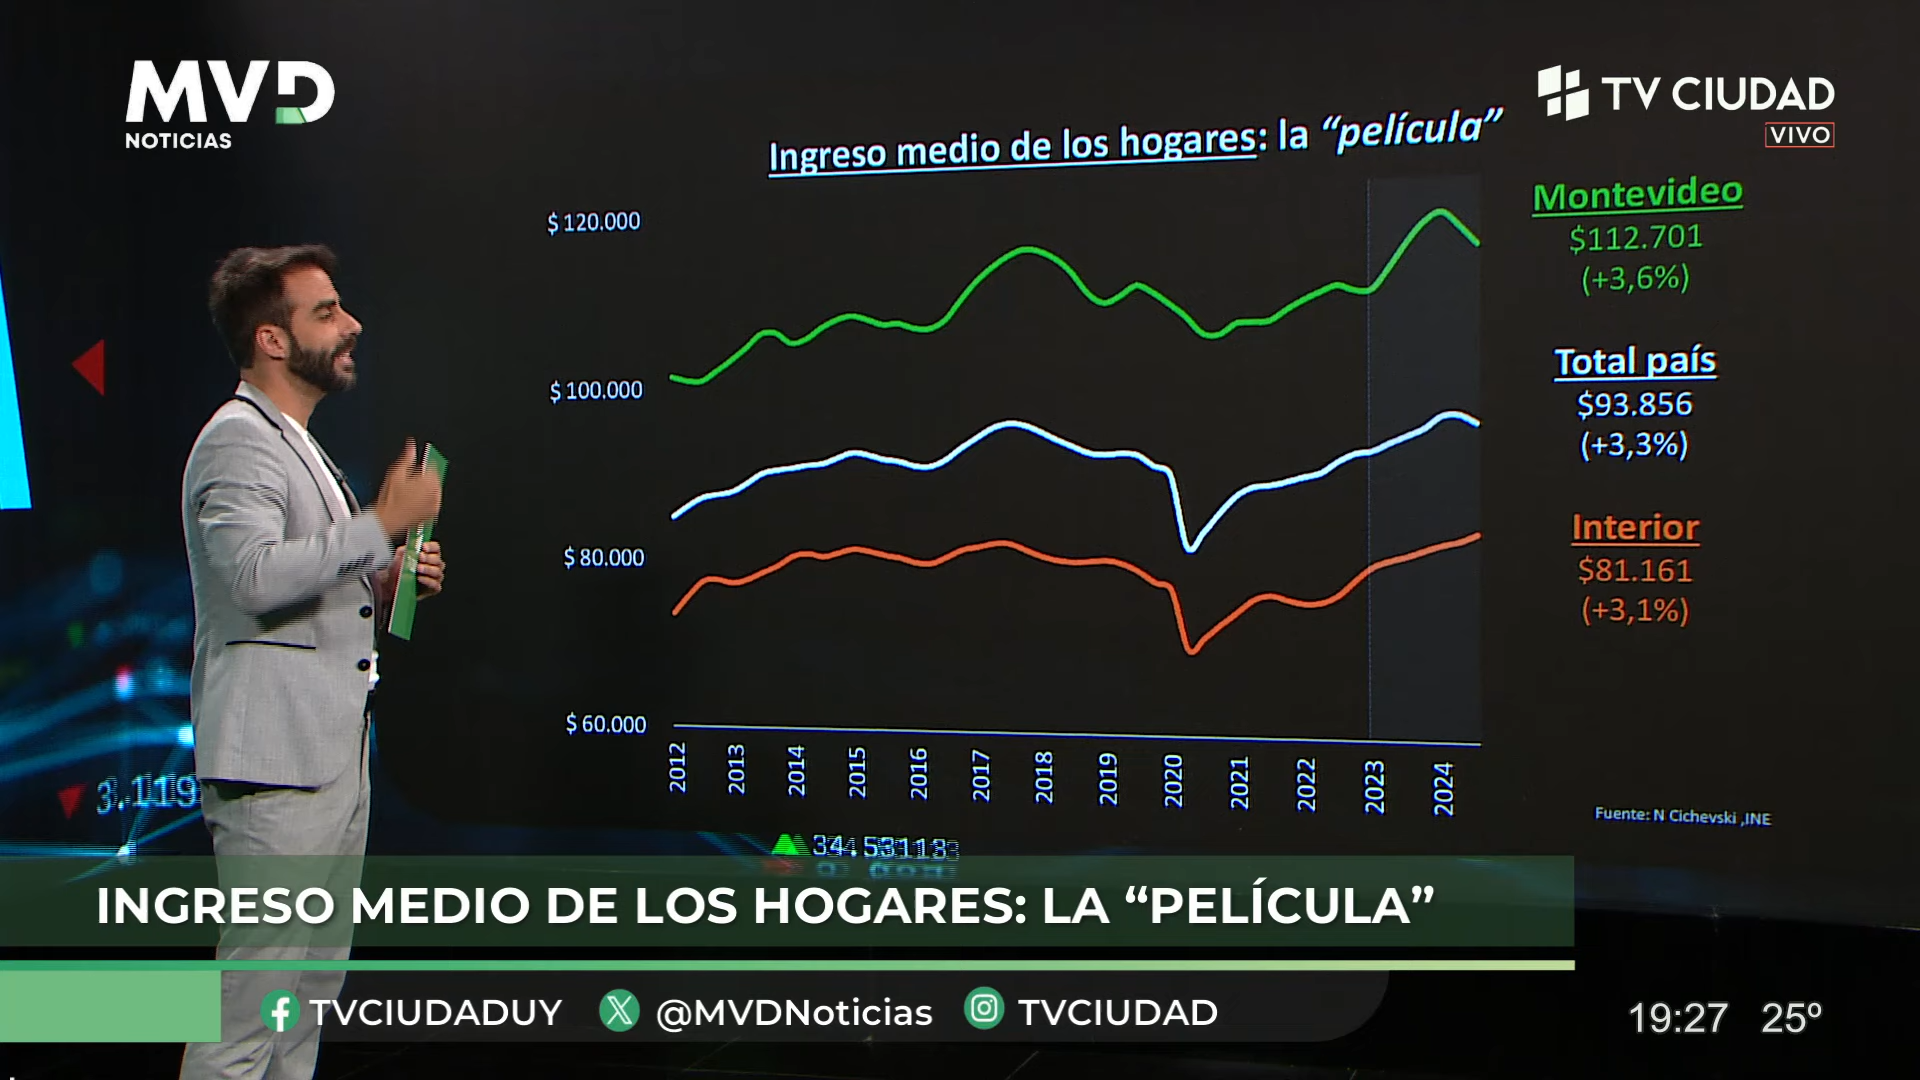 MVD
NOTICIAS
TV CIUDAD
VIVO
Ingreso medio de los hogares: la “película”
$ 120.000
$ 100.000
$ 80.000
$ 60.000
2012
2013
2014
2015
2016
2017
2018
2019
2020
2021
2022
2023
2024
Montevideo
$112.701
(+3,6%)
Total país
$93.856
(+3,3%)
Interior
$81.161
(+3,1%)
Fuente: N Cichevski ,INE
INGRESO MEDIO DE LOS HOGARES: LA “PELÍCULA”
TVCIUDADUY
@MVDNoticias
TVCIUDAD
19:27 25º